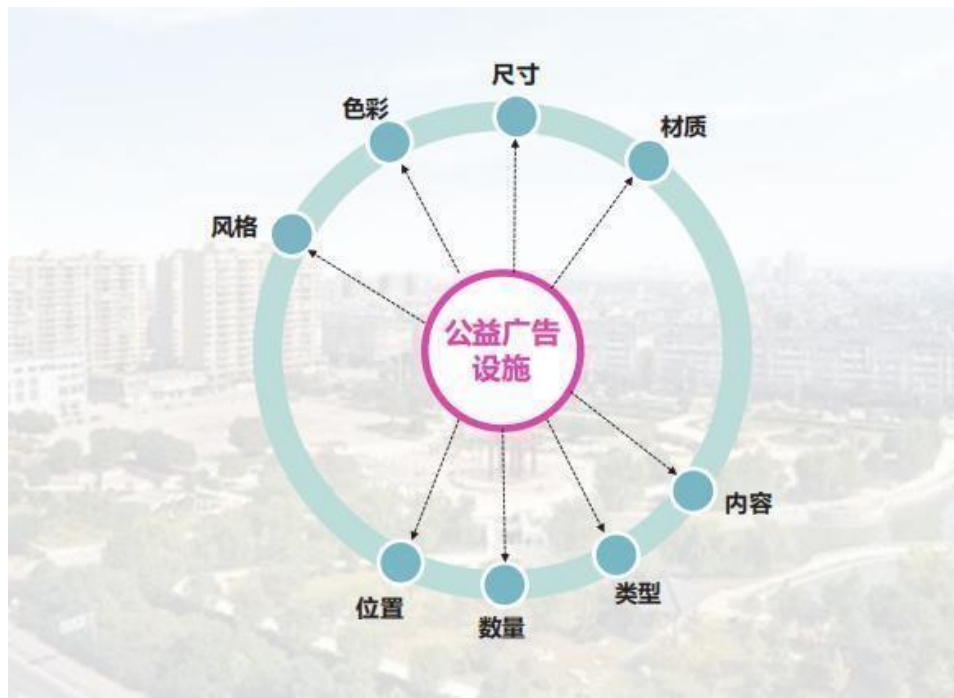 尺寸
色彩
材质
风格
公益广告
设施
内容
类型
位置
数量